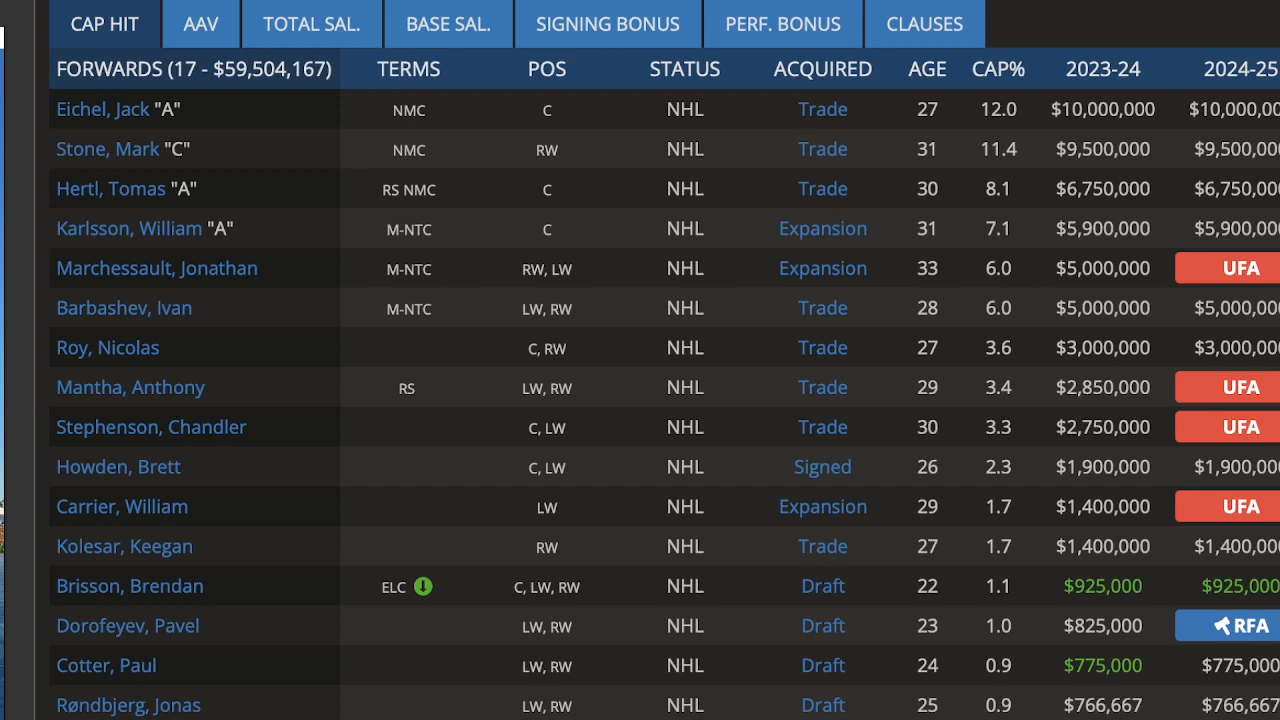 CAP HIT AAV TOTAL SAL. BASE SAL. SIGNING BONUS PERF. BONUS CLAUSES
FORWARDS (17 - $59,504,167) TERMS POS STATUS ACQUIRED AGE CAP% 2023-24 2024-25
Eichel, Jack "A" NMC C NHL Trade 27 12.0 $10,000,000 $10,000,00
Stone, Mark "C" NMC RW NHL Trade 31 11.4 $9,500,000 $9,500,00
Hertl, Tomas "A" RS NMC C NHL Trade 30 8.1 $6,750,000 $6,750,00
Karlsson, William "A" M-NTC C NHL Expansion 31 7.1 $5,900,000 $5,900,00
Marchessault, Jonathan M-NTC RW, LW NHL Expansion 33 6.0 $5,000,000 UFA
Barbashev, Ivan M-NTC LW, RW NHL Trade 28 6.0 $5,000,000 $5,000,00
Roy, Nicolas C, RW NHL Trade 27 3.6 $3,000,000 $3,000,00
Mantha, Anthony RS LW, RW NHL Trade 29 3.4 $2,850,000 UFA
Stephenson, Chandler C, LW NHL Trade 30 3.3 $2,750,000 UFA
Howden, Brett C, LW NHL Signed 26 2.3 $1,900,000 $1,900,00
Carrier, William LW NHL Expansion 29 1.7 $1,400,000 UFA
Kolesar, Keegan RW NHL Trade 27 1.7 $1,400,000 $1,400,00
Brisson, Brendan ELC C, LW, RW NHL Draft 22 1.1 $925,000 $925,000
Dorofeyev, Pavel LW, RW NHL Draft 23 1.0 $825,000 RFA
Cotter, Paul LW, RW NHL Draft 24 0.9 $775,000 $775,000
Røndbjerg, Jonas LW, RW NHL Draft 25 0.9 $766,667 $766,667